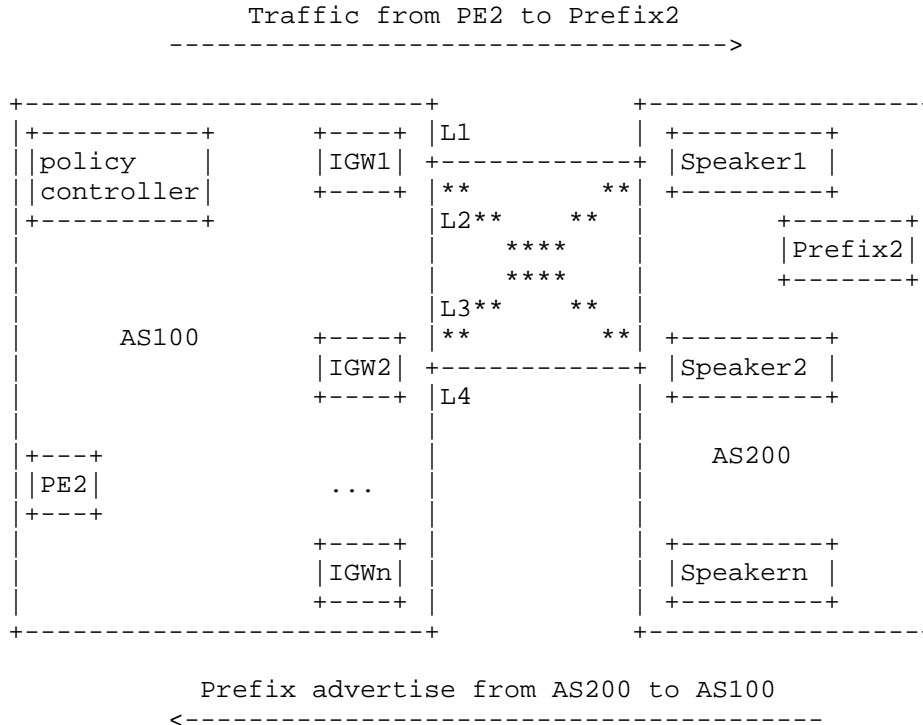 Traffic from PE2 to Prefix2
L1
policy IGW1 Speaker1
controller
L2
Prefix2
L3
AS100
IGW2 Speaker2
L4
AS200
PE2 ...
IGWn Speakern
Prefix advertise from AS200 to AS100